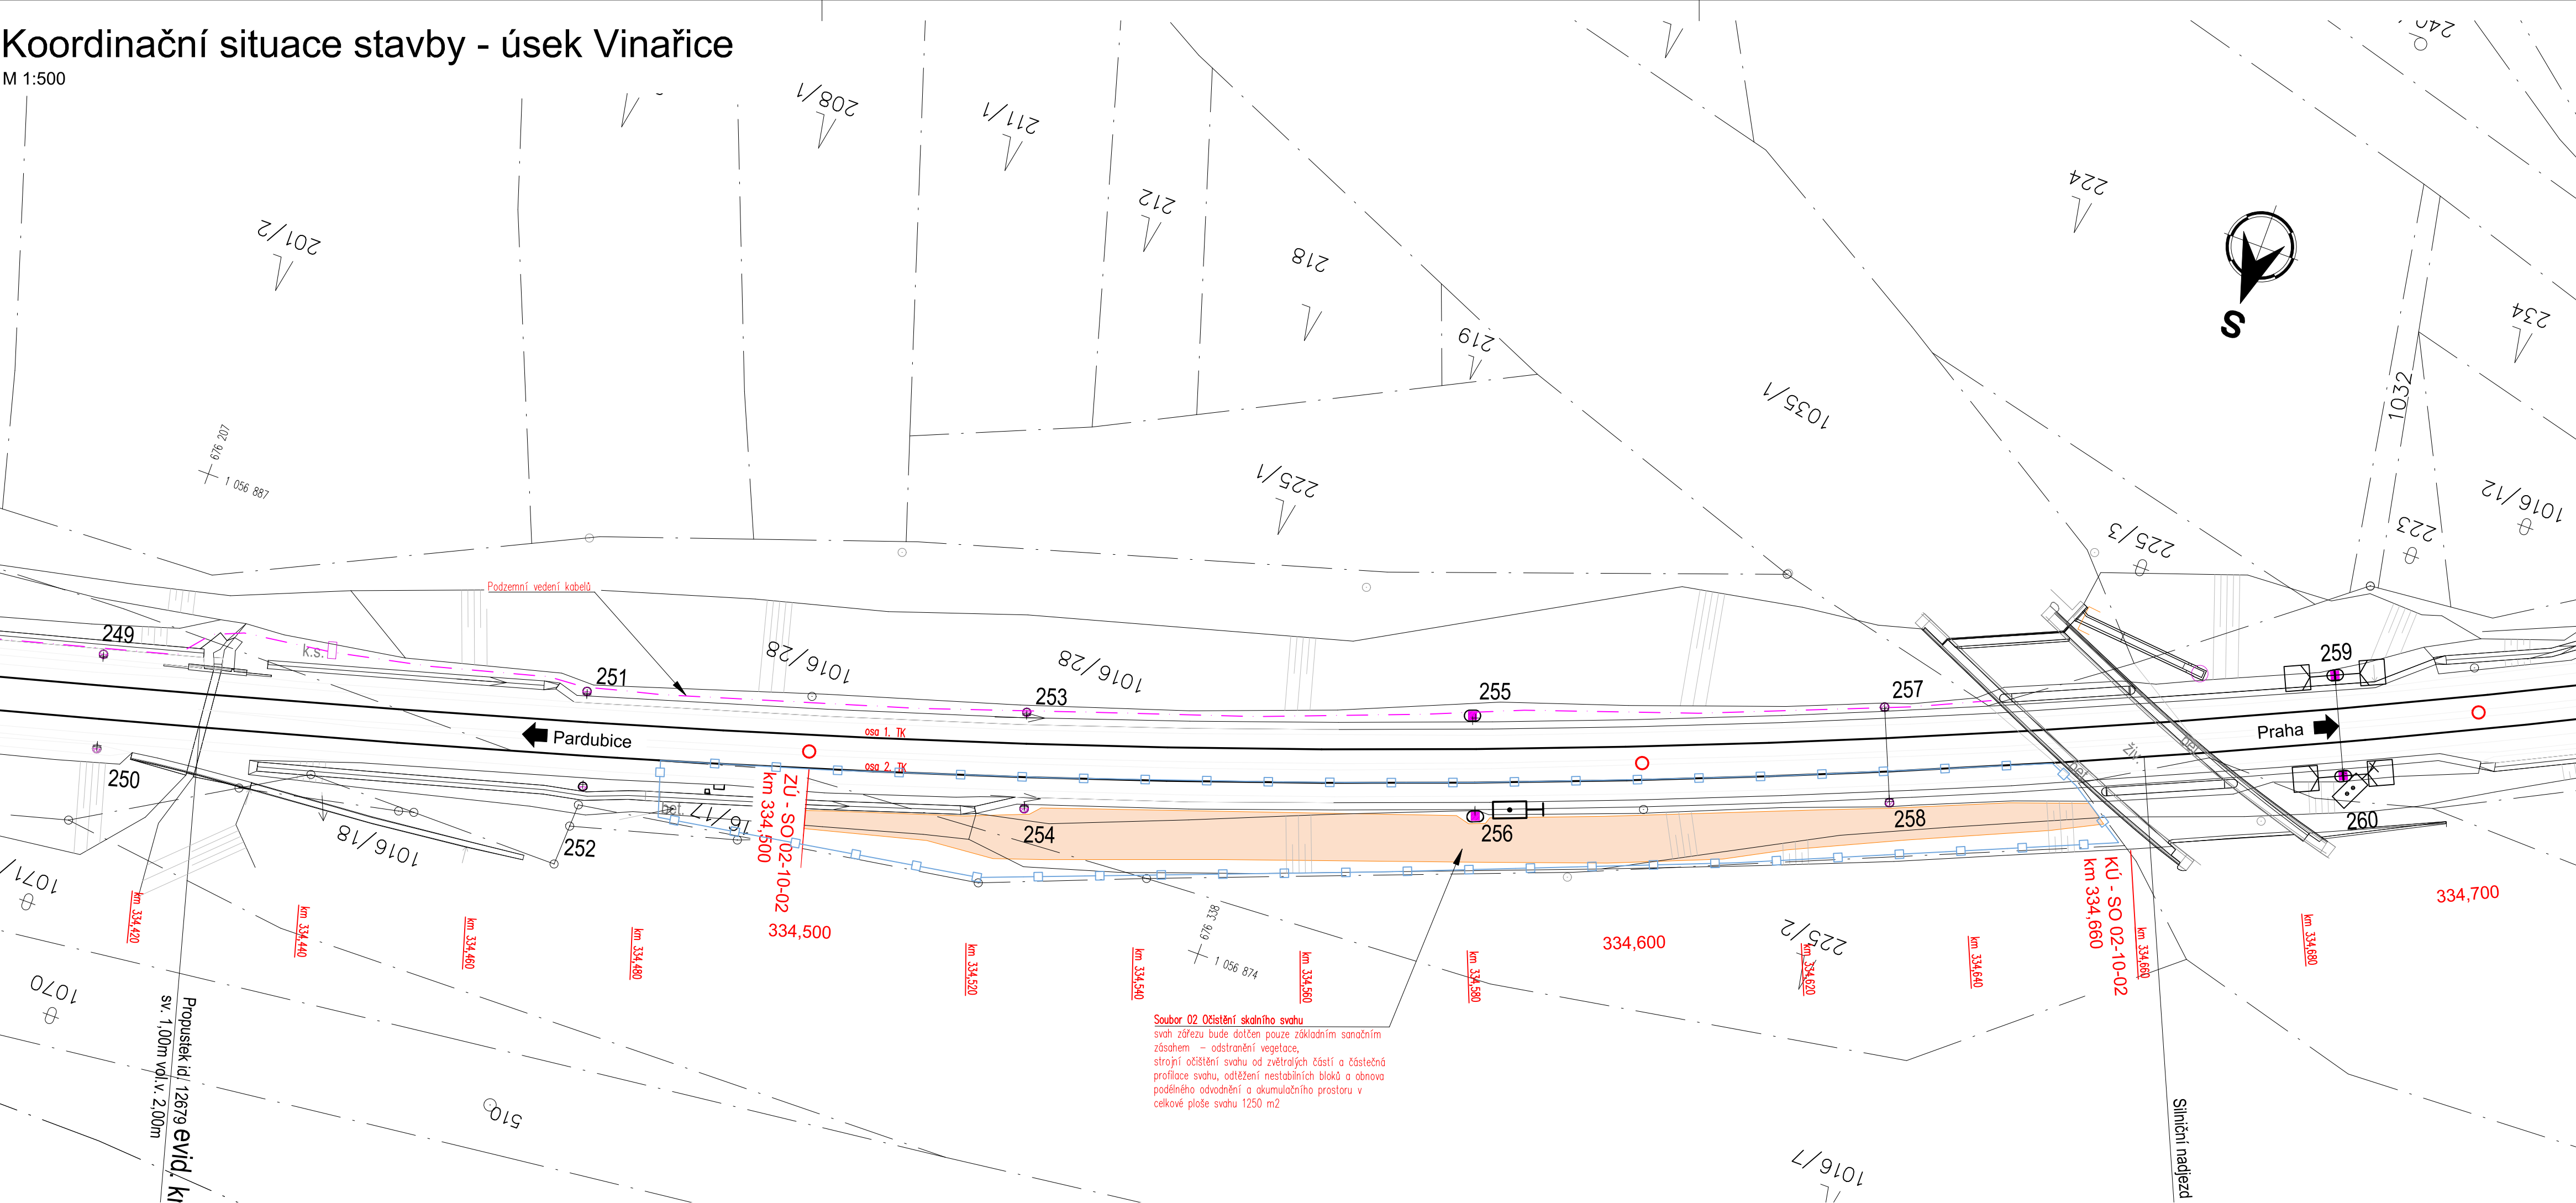 Koordinační situace stavby - úsek Vinařice
M 1:500
240
208/1
211/1
212
218
219
201/2
224
234
S
1035/1
1032
225/1
225/3
223
1016/12
676 207
1 056 887
Podzemní vedení kabelů
249
k.s.
251
1016/28
253
1016/28
255
257
259
Pardubice
osa 1. TK
osa 2. TK
Praha
živ.
250
252
1016/18
16/17
ZÚ - SO 02-10-02
km 334,500
254
256
258
260
1071/
1070
km 334,420
km 334,440
km 334,460
km 334,480
334,500
km 334,520
km 334,540
km 334,560
km 334,580
334,600
km 334,620
km 334,640
km 334,660
km 334,680
334,700
KÚ - SO 02-10-02
km 334,660
225/2
676 338
1 056 874
Soubor 02 Očistění skalního svahu
svah zářezu bude dotčen pouze základním sanačním
zásahem – odstranění vegetace,
strojní očištění svahu od zvětralých částí a částečná
profilace svahu, odtěžení nestabilních bloků a obnova
podélného odvodnění a akumulačního prostoru v
celkové ploše svahu 1250 m2
Propustek id/ 12679 evid.
sv. 1,00m vol.v. 2,00m
510
1016/7
Silniční nadjezd